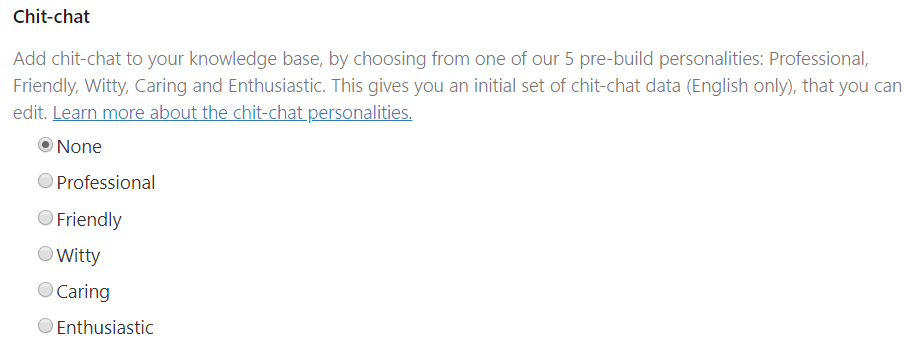 Chit-chat
Add chit-chat to your knowledge base, by choosing from one of our 5 pre-build personalities: Professional,
Friendly, Witty, Caring and Enthusiastic. This gives you an initial set of chit-chat data (English only), that you can
edit. Learn more about the chit-chat personalities.
None
Professional
Friendly
Witty
Caring
Enthusiastic